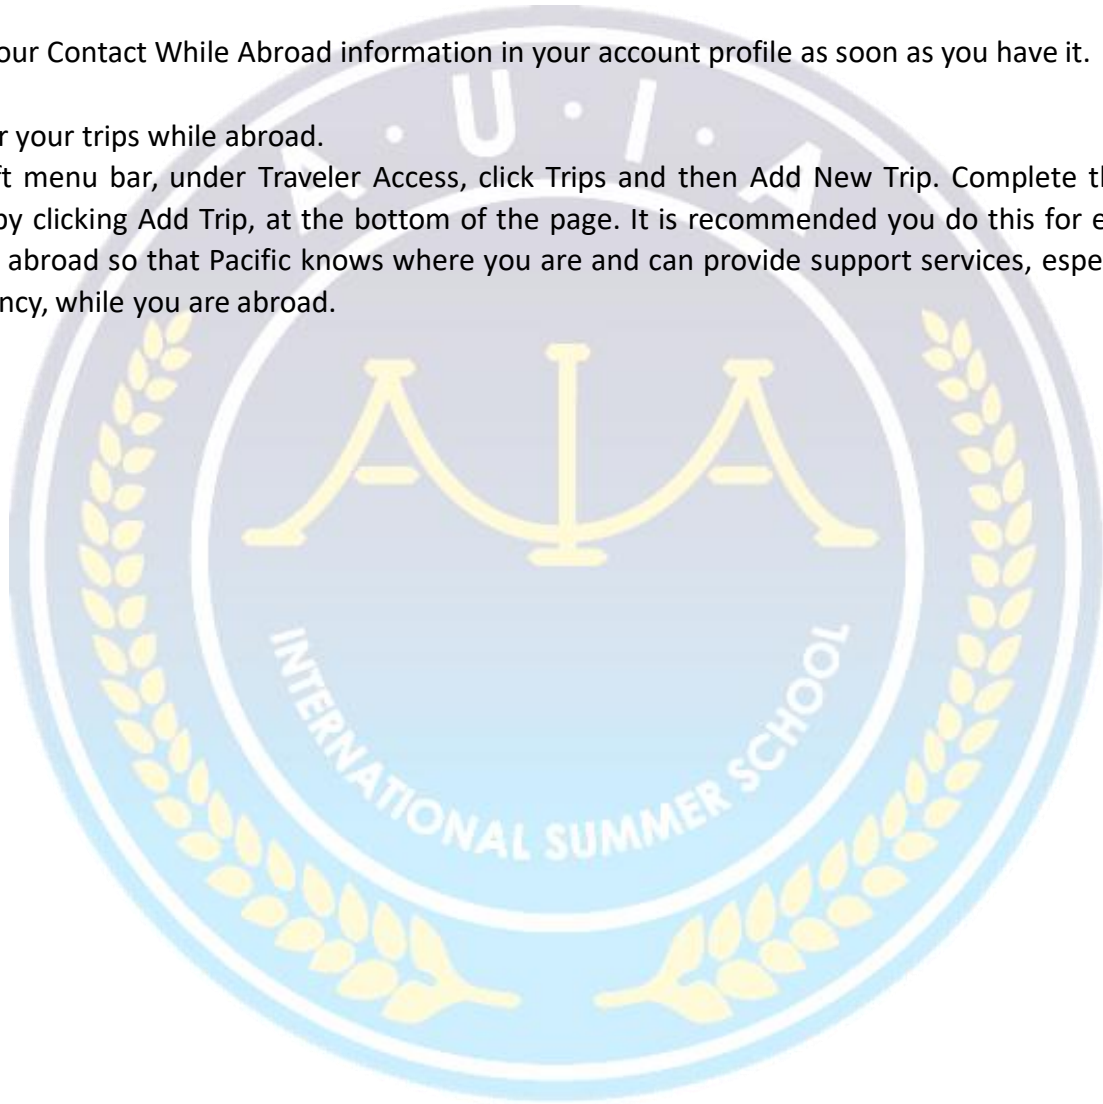 our Contact While Abroad information in your account profile as soon as you have it.
r your trips while abroad.
ft menu bar, under Traveler Access, click Trips and then Add New Trip. Complete th
by clicking Add Trip, at the bottom of the page. It is recommended you do this for e
abroad so that Pacific knows where you are and can provide support services, espe
ncy, while you are abroad.
A · U · I · A
AIA
INTERNATIONAL SUMMER SCHOOL